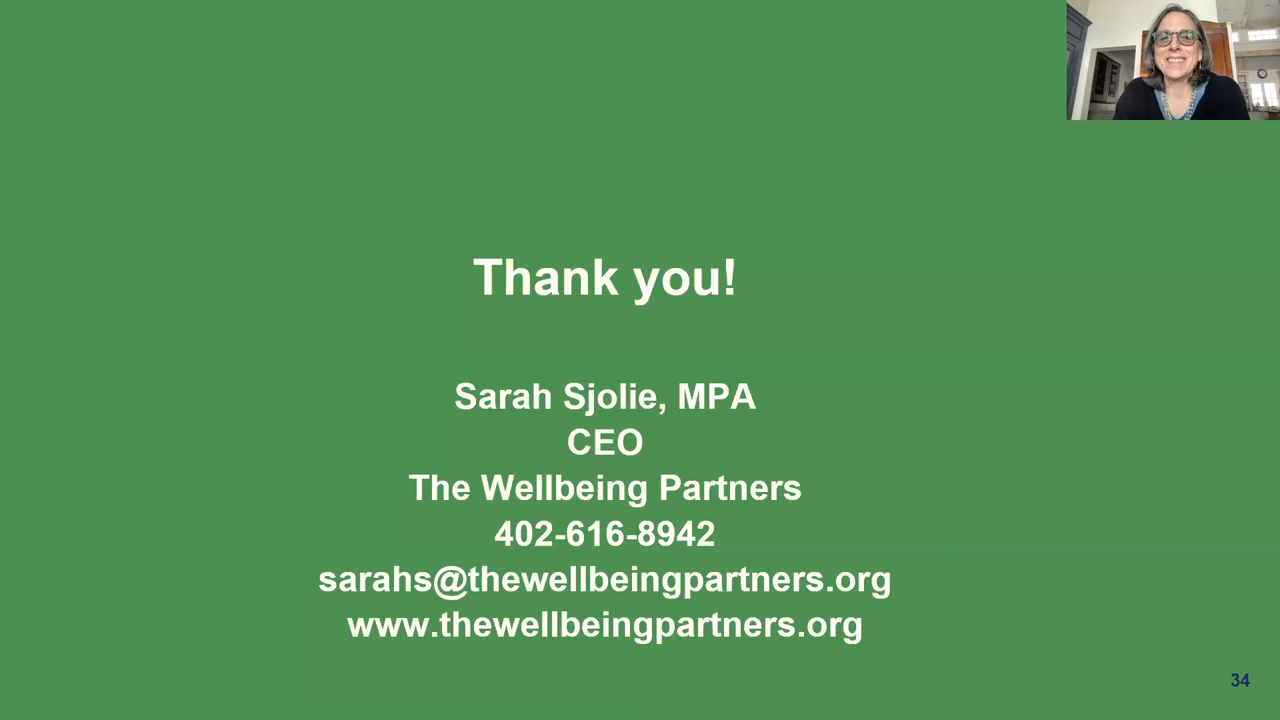 Thank you!
Sarah Sjolie, MPA
CEO
The Wellbeing Partners
402-616-8942
sarahs@thewellbeingpartners.org
www.thewellbeingpartners.org
34